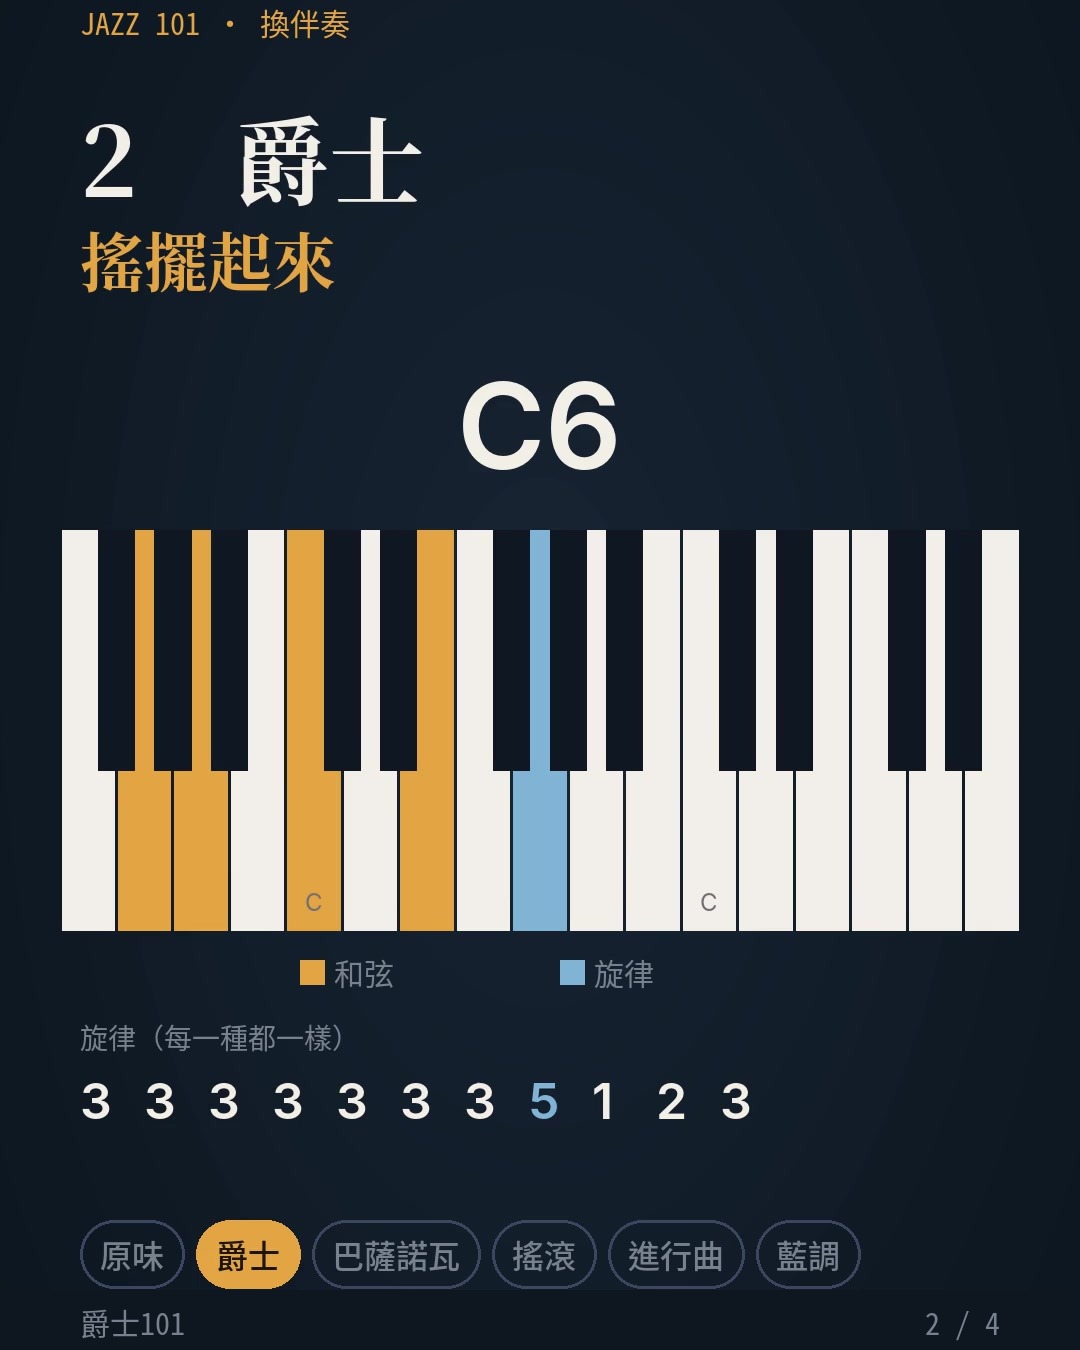 JAZZ 101 · 換伴奏
2 爵士
搖擺起來
C6
C C
和弦 旋律
旋律（每一種都一樣）
3 3 3 3 3 3 3 5 1 2 3
原味 爵士 巴薩諾瓦 搖滾 進行曲 藍調
爵士101 2 / 4